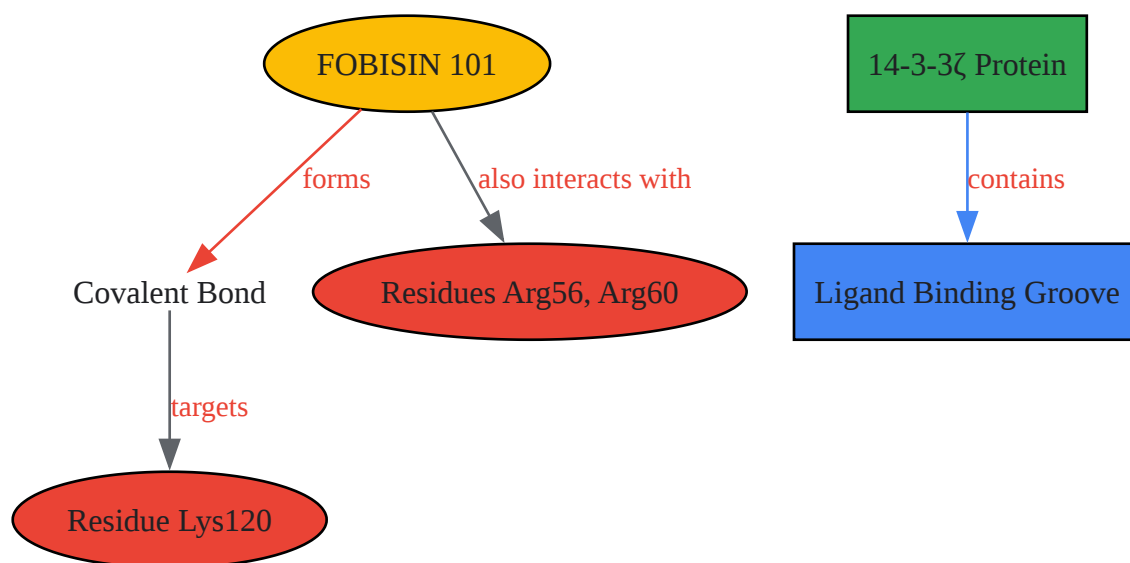 FOBISIN 101
14-3-3ζ Protein
forms
also interacts with
contains
Covalent Bond
Residues Arg56, Arg60
Ligand Binding Groove
targets
Residue Lys120